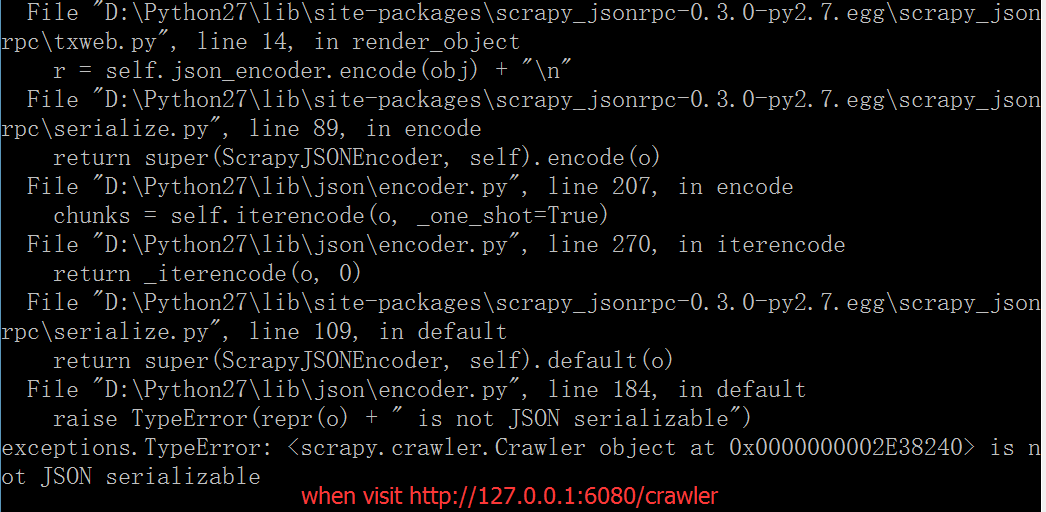 File "D:\Python27\lib\site-packages\scrapy_jsonrpc-0.3.0-py2.7.egg\scrapy_json
rpc\txweb.py", line 14, in render_object
r = self.json_encoder.encode(obj) + "\n"
File "D:\Python27\lib\site-packages\scrapy_jsonrpc-0.3.0-py2.7.egg\scrapy_json
rpc\serialize.py", line 89, in encode
return super(ScrapyJSONEncoder, self).encode(o)
File "D:\Python27\lib\json\encoder.py", line 207, in encode
chunks = self.iterencode(o, _one_shot=True)
File "D:\Python27\lib\json\encoder.py", line 270, in iterencode
return _iterencode(o, 0)
File "D:\Python27\lib\site-packages\scrapy_jsonrpc-0.3.0-py2.7.egg\scrapy_json
rpc\serialize.py", line 109, in default
return super(ScrapyJSONEncoder, self).default(o)
File "D:\Python27\lib\json\encoder.py", line 184, in default
raise TypeError(repr(o) + " is not JSON serializable")
exceptions.TypeError: <scrapy.crawler.Crawler object at 0x0000000002E38240> is n
ot JSON serializable
when visit http://127.0.0.1:6080/crawler